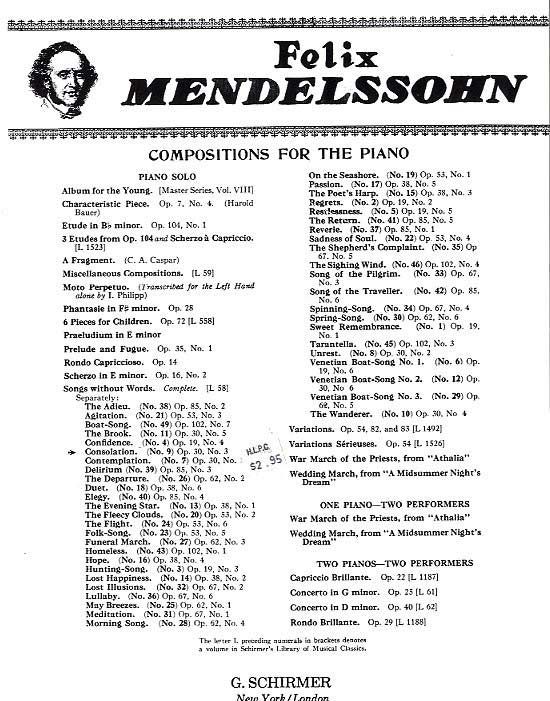 Felix
MENDELSSOHN
COMPOSITIONS FOR THE PIANO
PIANO SOLO
Album for the Young. [Master Series, Vol. VIII]
Characteristic Piece. Op. 7, No. 4. (Harold
Bauer)
Etude in B♭ minor. Op. 104, No. 1
3 Etudes from Op. 104 and Scherzo à Capriccio.
[L 1523]
A Fragment. (C. A. Caspar)
Miscellaneous Compositions. [L 59]
Moto Perpetuo. (Transcribed for the Left Hand
alone by I. Philipp)
Phantasie in F♯ minor. Op. 28
6 Pieces for Children. Op. 72 [L 558]
Praeludium in E minor
Prelude and Fugue. Op. 35, No. 1
Rondo Capriccioso. Op. 14
Scherzo in E minor. Op. 16, No. 2
Songs without Words. Complete. [L 58]
Separately:
The Adieu. (No. 38) Op. 85, No. 2
Agitation. (No. 21) Op. 53, No. 3
Boat-Song. (No. 49) Op. 102, No. 7
The Brook. (No. 11) Op. 30, No. 5
Confidence. (No. 4) Op. 19, No. 4
Consolation. (No. 9) Op. 30, No. 3
Contemplation. (No. 7) Op. 30, No. 1
Delirium (No. 39) Op. 85, No. 3
The Departure. (No. 26) Op. 62, No. 2
Duet. (No. 18) Op. 38, No. 6
Elegy. (No. 40) Op. 85, No. 4
The Evening Star. (No. 13) Op. 38, No. 1
The Fleecy Clouds. (No. 20) Op. 53, No. 2
The Flight. (No. 24) Op. 53, No. 6
Folk-Song. (No. 23) Op. 53, No. 5
Funeral March. (No. 27) Op. 62, No. 3
Homeless. (No. 43) Op. 102, No. 1
Hope. (No. 16) Op. 38, No. 4
Hunting-Song. (No. 3) Op. 19, No. 3
Lost Happiness. (No. 14) Op. 38, No. 2
Lost Illusions. (No. 32) Op. 67, No. 2
Lullaby. (No. 36) Op. 67, No. 6
May Breezes. (No. 25) Op. 62, No. 1
Meditation. (No. 31) Op. 67, No. 1
Morning Song. (No. 28) Op. 62, No. 4
H.L.P.C.
$2.95
On the Seashore. (No. 19) Op. 53, No. 1
Passion. (No. 17) Op. 38, No. 5
The Poet's Harp. (No. 15) Op. 38, No. 3
Regrets. (No. 2) Op. 19, No. 2
Restlessness. (No. 5) Op. 19, No. 5
The Return. (No. 41) Op. 85, No. 5
Reverie. (No. 37) Op. 85, No. 1
Sadness of Soul. (No. 22) Op. 53, No. 4
The Shepherd's Complaint. (No. 35) Op
67. No. 5
The Sighing Wind. (No. 46) Op. 102, No. 4
Song of the Pilgrim. (No. 33) Op. 67,
No. 3
Song of the Traveller. (No. 42) Op. 85,
No. 6
Spinning-Song. (No. 34) Op. 67, No. 4
Spring-Song. (No. 30) Op. 62, No. 6
Sweet Remembrance. (No. 1) Op. 19,
No. 1
Tarantella. (No. 45) Op. 102, No. 3
Unrest. (No. 8) Op. 30, No. 2
Venetian Boat-Song No. 1. (No. 6) Op.
19, No. 6
Venetian Boat-Song No. 2. (No. 12) Op.
30, No 6
Venetian Boat-Song No. 3. (No. 29) Op.
62, No. 5
The Wanderer. (No. 10) Op. 30, No 4
Variations. Op. 54, 82, and 83 [L 1492]
Variations Sérieuses. Op. 54 [L 1526]
War March of the Priests, from "Athalia"
Wedding March, from "A Midsummer Night's
Dream"
ONE PIANO—TWO PERFORMERS
War March of the Priests, from "Athalia"
Wedding March, from "A Midsummer Night's
Dream"
TWO PIANOS—TWO PERFORMERS
Capriccio Brillante. Op. 22 [L 1187]
Concerto in G minor. Op. 25 [L 61]
Concerto in D minor. Op. 40 [L 62]
Rondo Brillante. Op. 29 [L 1188]
The letter L preceding numerals in brackets denotes
a volume in Schirmer's Library of Musical Classics.
G. SCHIRMER
New York/London